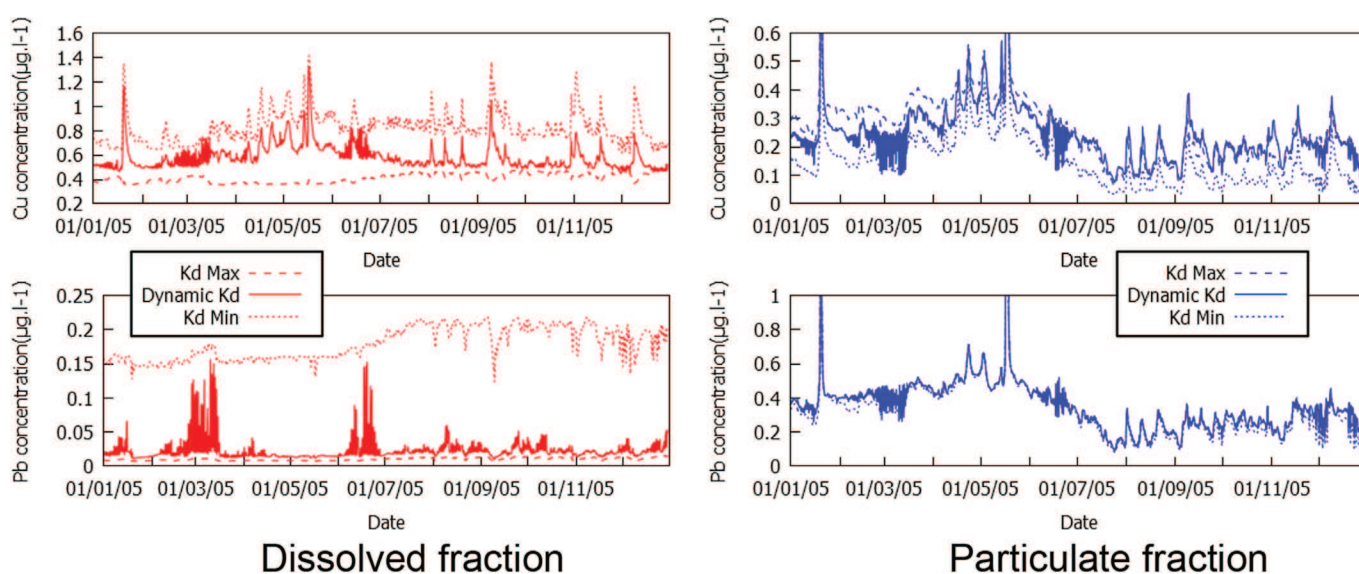 Cu concentration(µg.l-1)
1.6
1.4
1.2
1
0.8
0.6
0.4
0.2
01/01/05 01/03/05 01/05/05 01/07/05 01/09/05 01/11/05
Date
Cu concentration(µg.l-1)
0.6
0.5
0.4
0.3
0.2
0.1
0
01/01/05 01/03/05 01/05/05 01/07/05 01/09/05 01/11/05
Date
Kd Max
Dynamic Kd
Kd Min
Kd Max
Dynamic Kd
Kd Min
Pb concentration(µg.l-1)
0.25
0.2
0.15
0.1
0.05
0
01/01/05 01/03/05 01/05/05 01/07/05 01/09/05 01/11/05
Date
Pb concentration(µg.l-1)
1
0.8
0.6
0.4
0.2
0
01/01/05 01/03/05 01/05/05 01/07/05 01/09/05 01/11/05
Date
Dissolved fraction
Particulate fraction